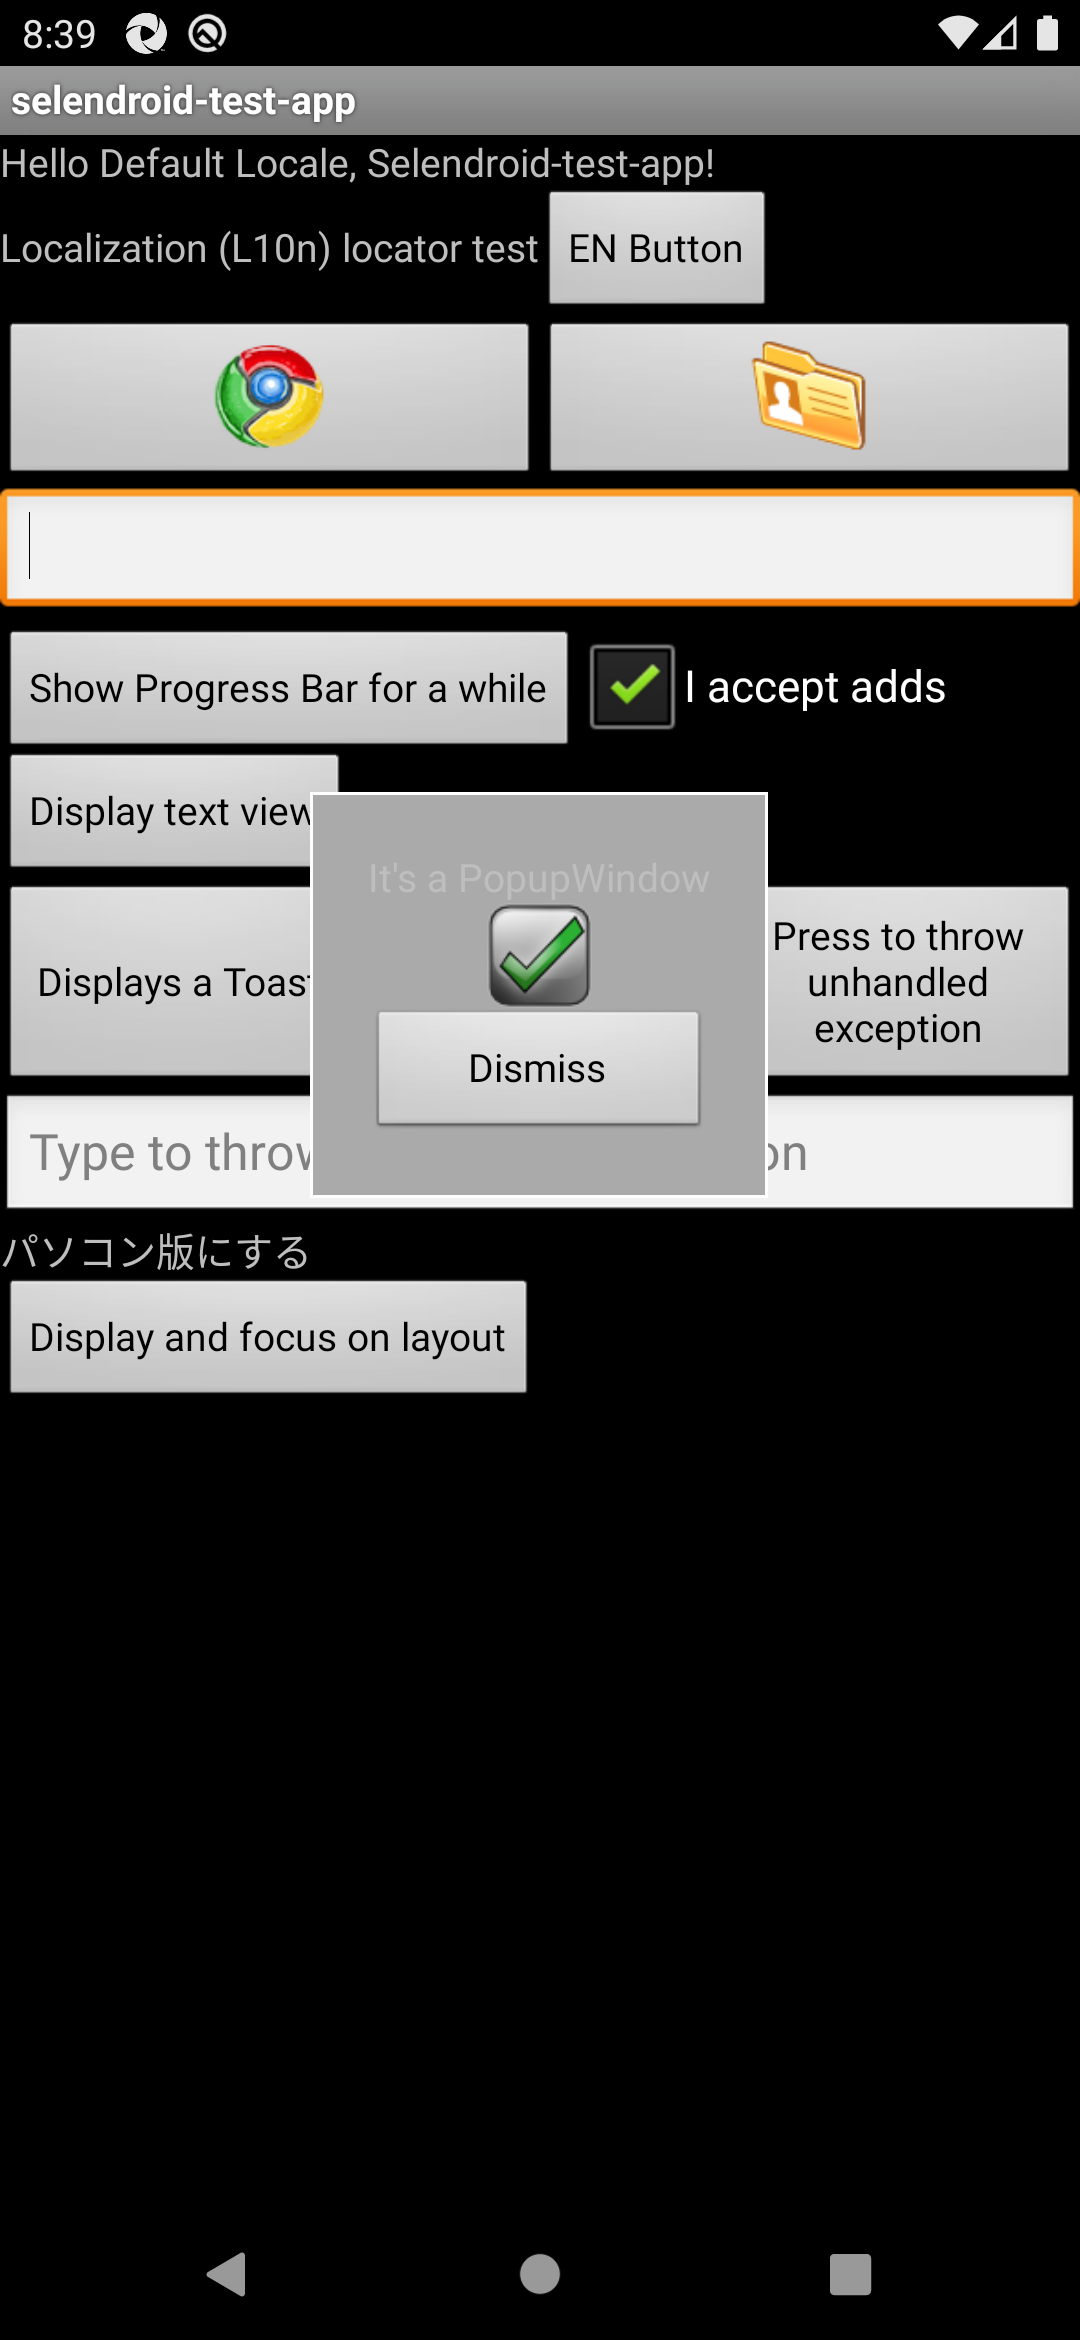 8:39
selendroid-test-app
Hello Default Locale, Selendroid-test-app!
Localization (L10n) locator test
EN Button
Show Progress Bar for a while
I accept adds
Display text view
It's a PopupWindow
Displays a Toast
Press to throw
unhandled
exception
Dismiss
Type to throw
on
パソコン版にする
Display and focus on layout